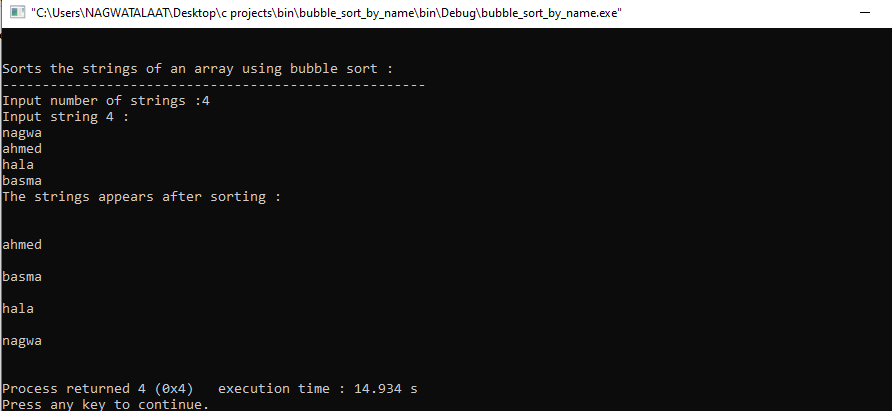 "C:\Users\NAGWATALAAT\Desktop\c projects\bin\bubble_sort_by_name\bin\Debug\bubble_sort_by_name.exe"
Sorts the strings of an array using bubble sort :
-----------------------------------------------------
Input number of strings :4
Input string 4 :
nagwa
ahmed
hala
basma
The strings appears after sorting :
ahmed
basma
hala
nagwa
Process returned 4 (0x4)   execution time : 14.934 s
Press any key to continue.